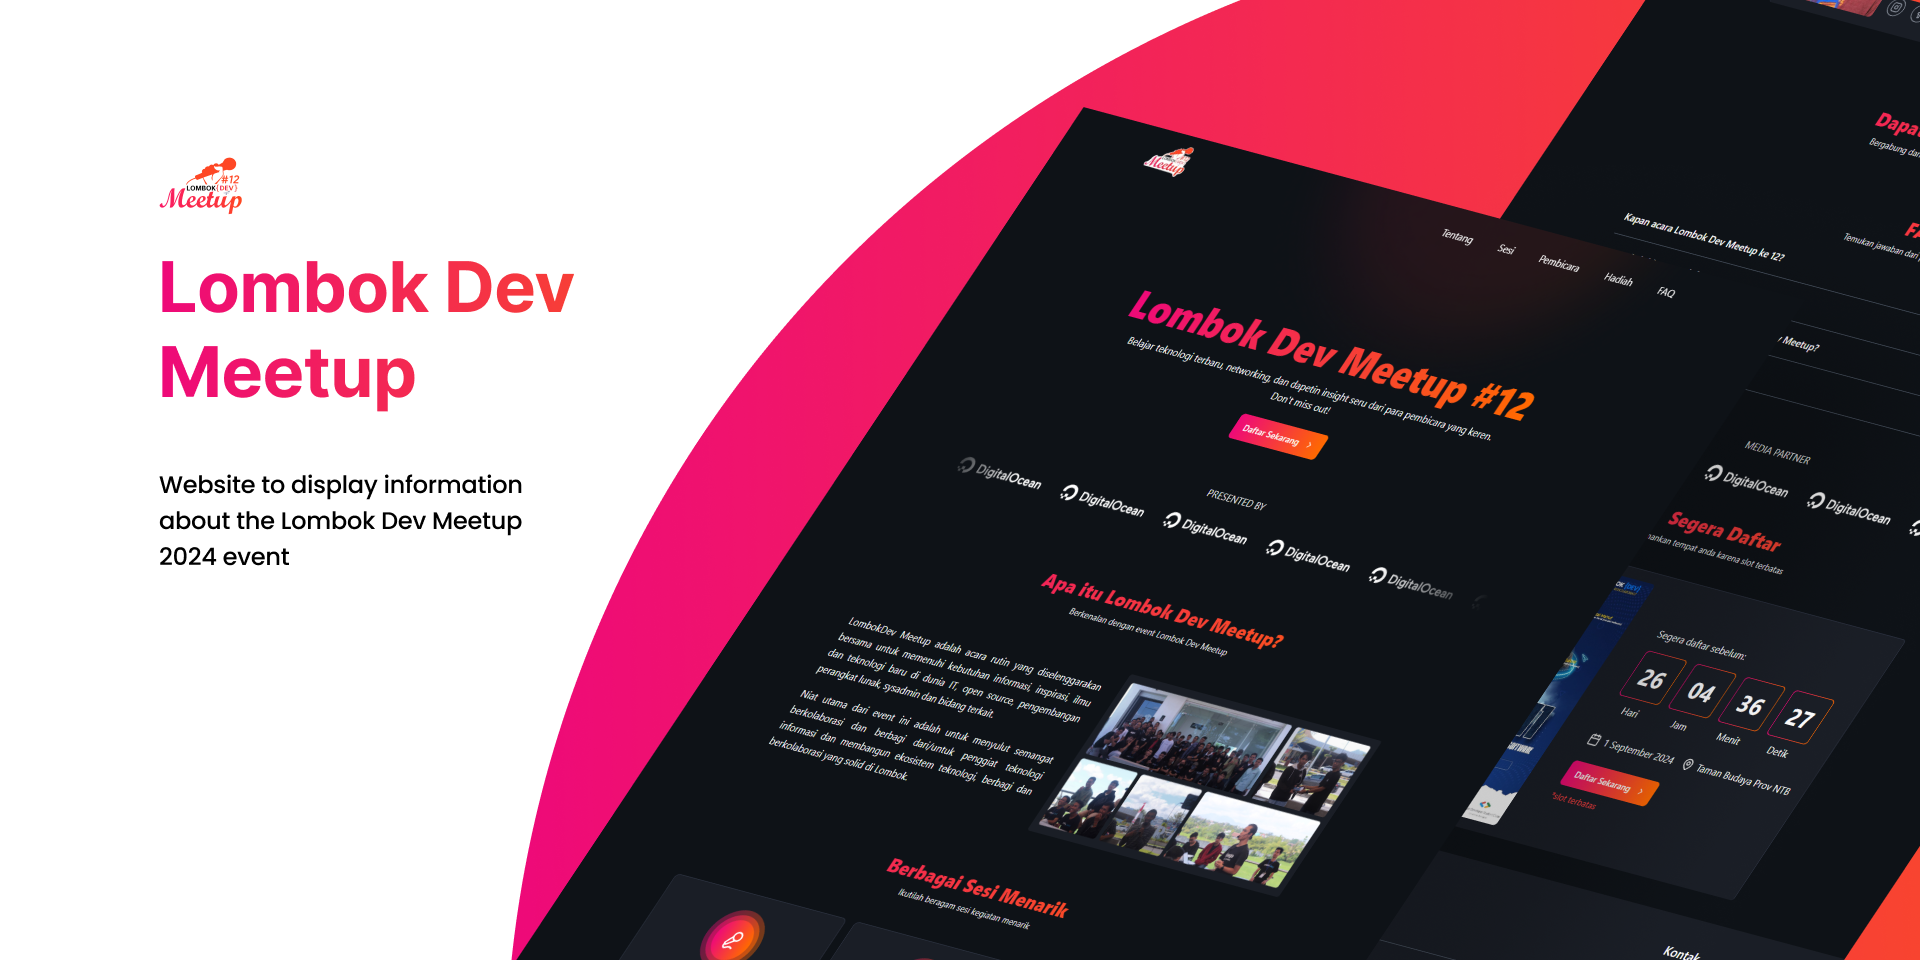 #12
LOMBOK{DEV}
Meetup
Lombok Dev
Meetup
Website to display information
about the Lombok Dev Meetup
2024 event
Meetup
Tentang
Sesi
Pembicara
Hadiah
FAQ
Lombok Dev Meetup #12
Belajar teknologi terbaru, networking, dan dapetin insight seru dari para pembicara yang keren.
Don't miss out!
Daftar Sekarang
PRESENTED BY
DigitalOcean
DigitalOcean
DigitalOcean
DigitalOcean
DigitalOcean
Apa itu Lombok Dev Meetup?
Berkenalan dengan event Lombok Dev Meetup
LombokDev Meetup adalah acara rutin yang diselenggarakan
bersama untuk memenuhi kebutuhan informasi, inspirasi, ilmu
dan teknologi baru di dunia IT, open source, pengembangan
perangkat lunak, sysadmin dan bidang terkait.
Niat utama dari event ini adalah untuk menyulut semangat
berkolaborasi dan berbagi dari/untuk penggiat teknologi
informasi dan membangun ekosistem teknologi, berbagi dan
berkolaborasi yang solid di Lombok.
Berbagai Sesi Menarik
Ikutilah beragam sesi kegiatan menarik
Bergabung
Kapan acara Lombok Dev Meetup ke 12?
Temukan jawaban dari
Meetup?
MEDIA PARTNER
DigitalOcean
DigitalOcean
Segera Daftar
tempat anda karena slot terbatas
Segera daftar sebelum:
26
04
36
27
Hari
Jam
Menit
Detik
1 September 2024
Taman Budaya Prov NTB
Daftar Sekarang
*slot terbatas
Kontak